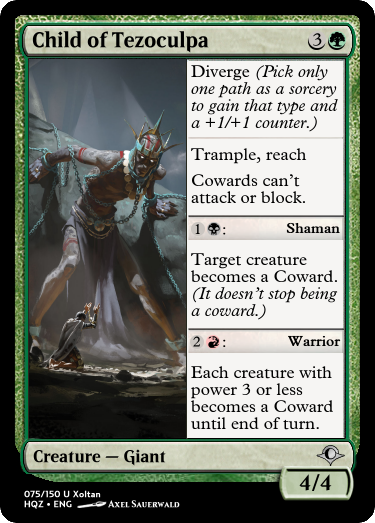 Child of Tezoculpa 3
Diverge (Pick only
one path as a sorcery
to gain that type and
a +1/+1 counter.)
Trample, reach
Cowards can't
attack or block.
1 : Shaman
Target creature
becomes a Coward.
(It doesn't stop being
a coward.)
2 : Warrior
Each creature with
power 3 or less
becomes a Coward
until end of turn.
Creature — Giant
4/4
075/150 U Xoltan
HQZ • ENG Axel Sauerwald